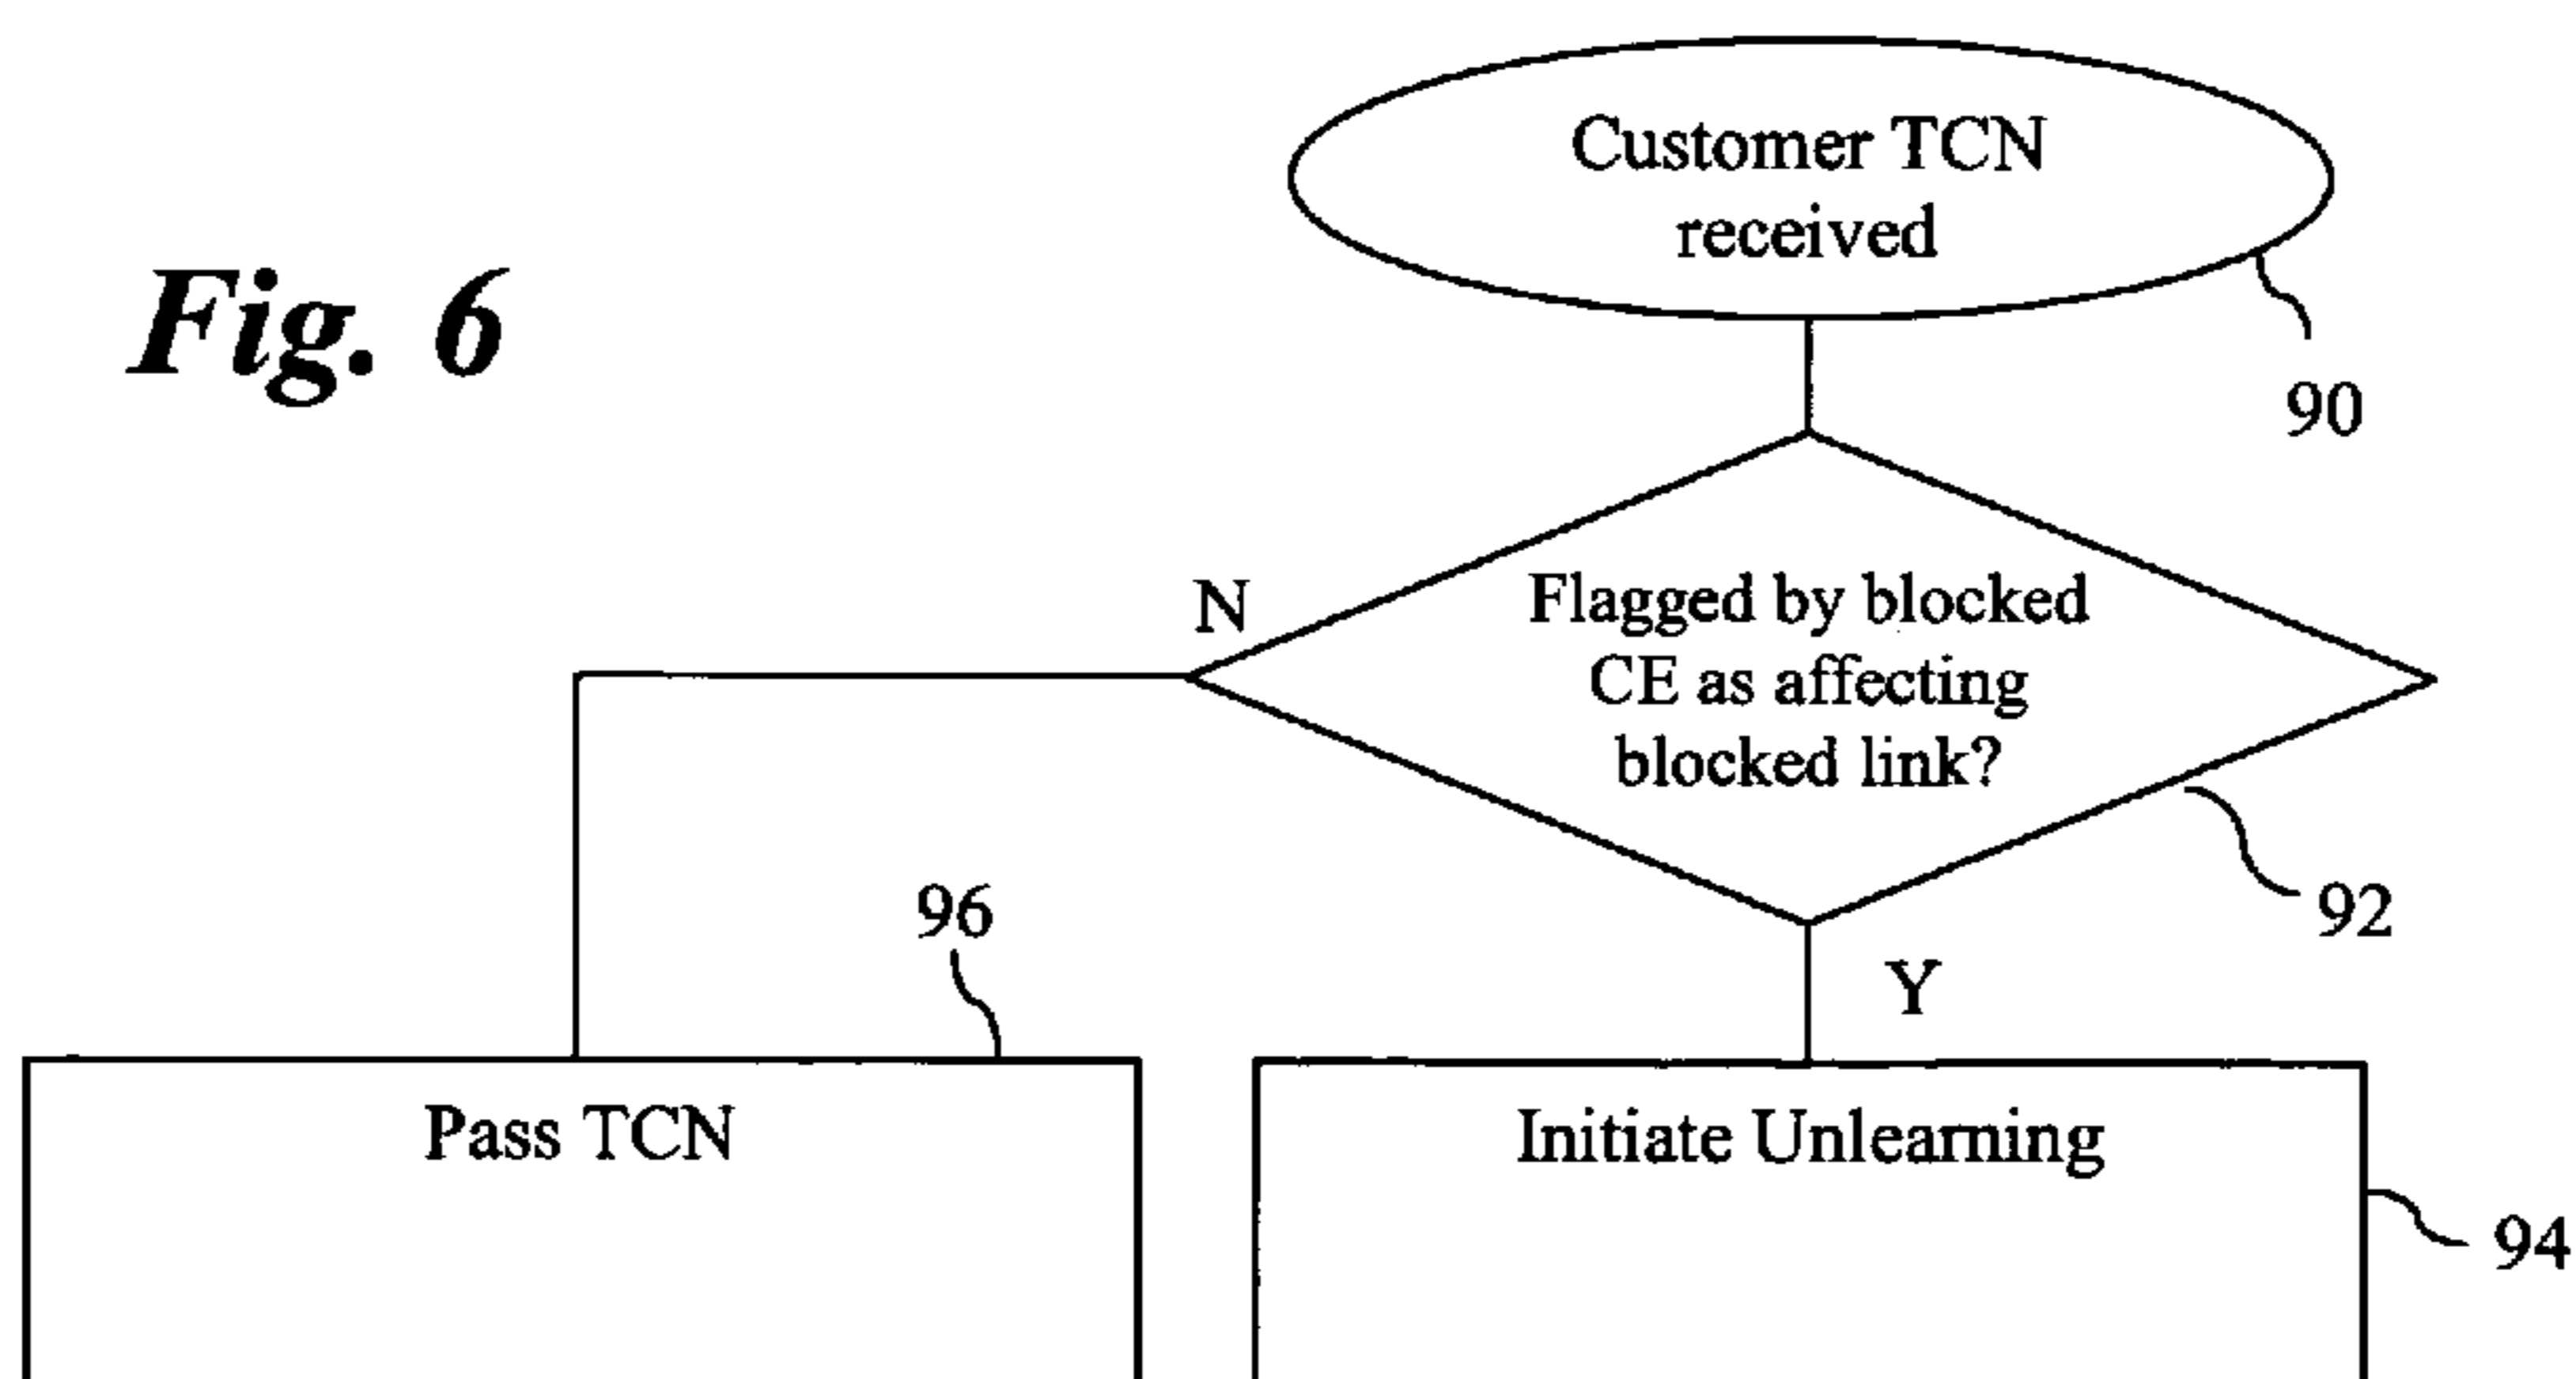 Fig. 6
Customer TCN
received
90
N
Flagged by blocked
CE as affecting
blocked link?
92
96
Y
Pass TCN
Initiate Unlearning
94